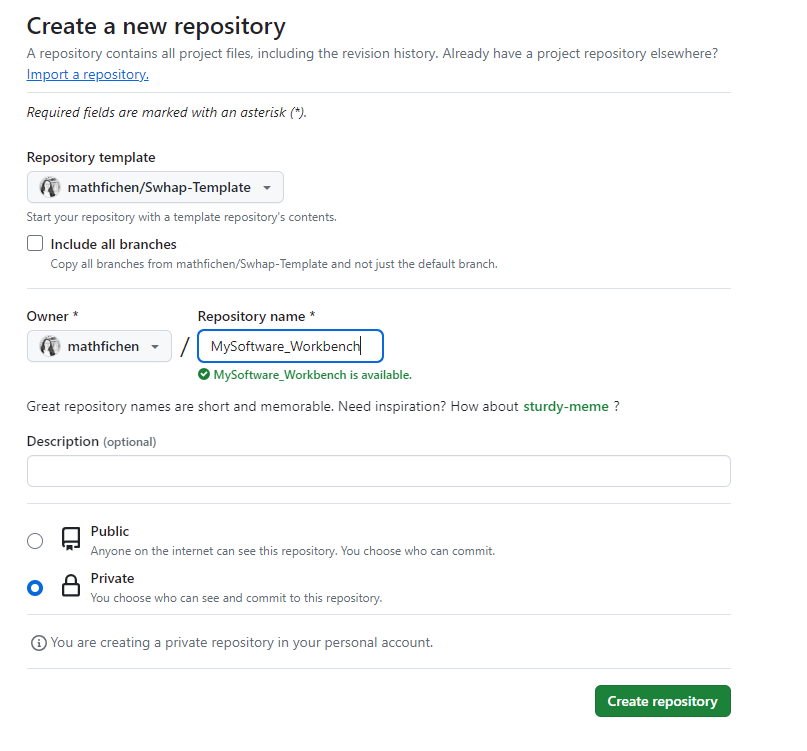 Create a new repository
A repository contains all project files, including the revision history. Already have a project repository elsewhere?
Import a repository.
Required fields are marked with an asterisk (*).
Repository template
mathfichen/Swhap-Template
Start your repository with a template repository's contents.
Include all branches
Copy all branches from mathfichen/Swhap-Template and not just the default branch.
Owner * Repository name *
mathfichen / MySoftware_Workbench
MySoftware_Workbench is available.
Great repository names are short and memorable. Need inspiration? How about sturdy-meme ?
Description (optional)
Public
Anyone on the internet can see this repository. You choose who can commit.
Private
You choose who can see and commit to this repository.
You are creating a private repository in your personal account.
Create repository